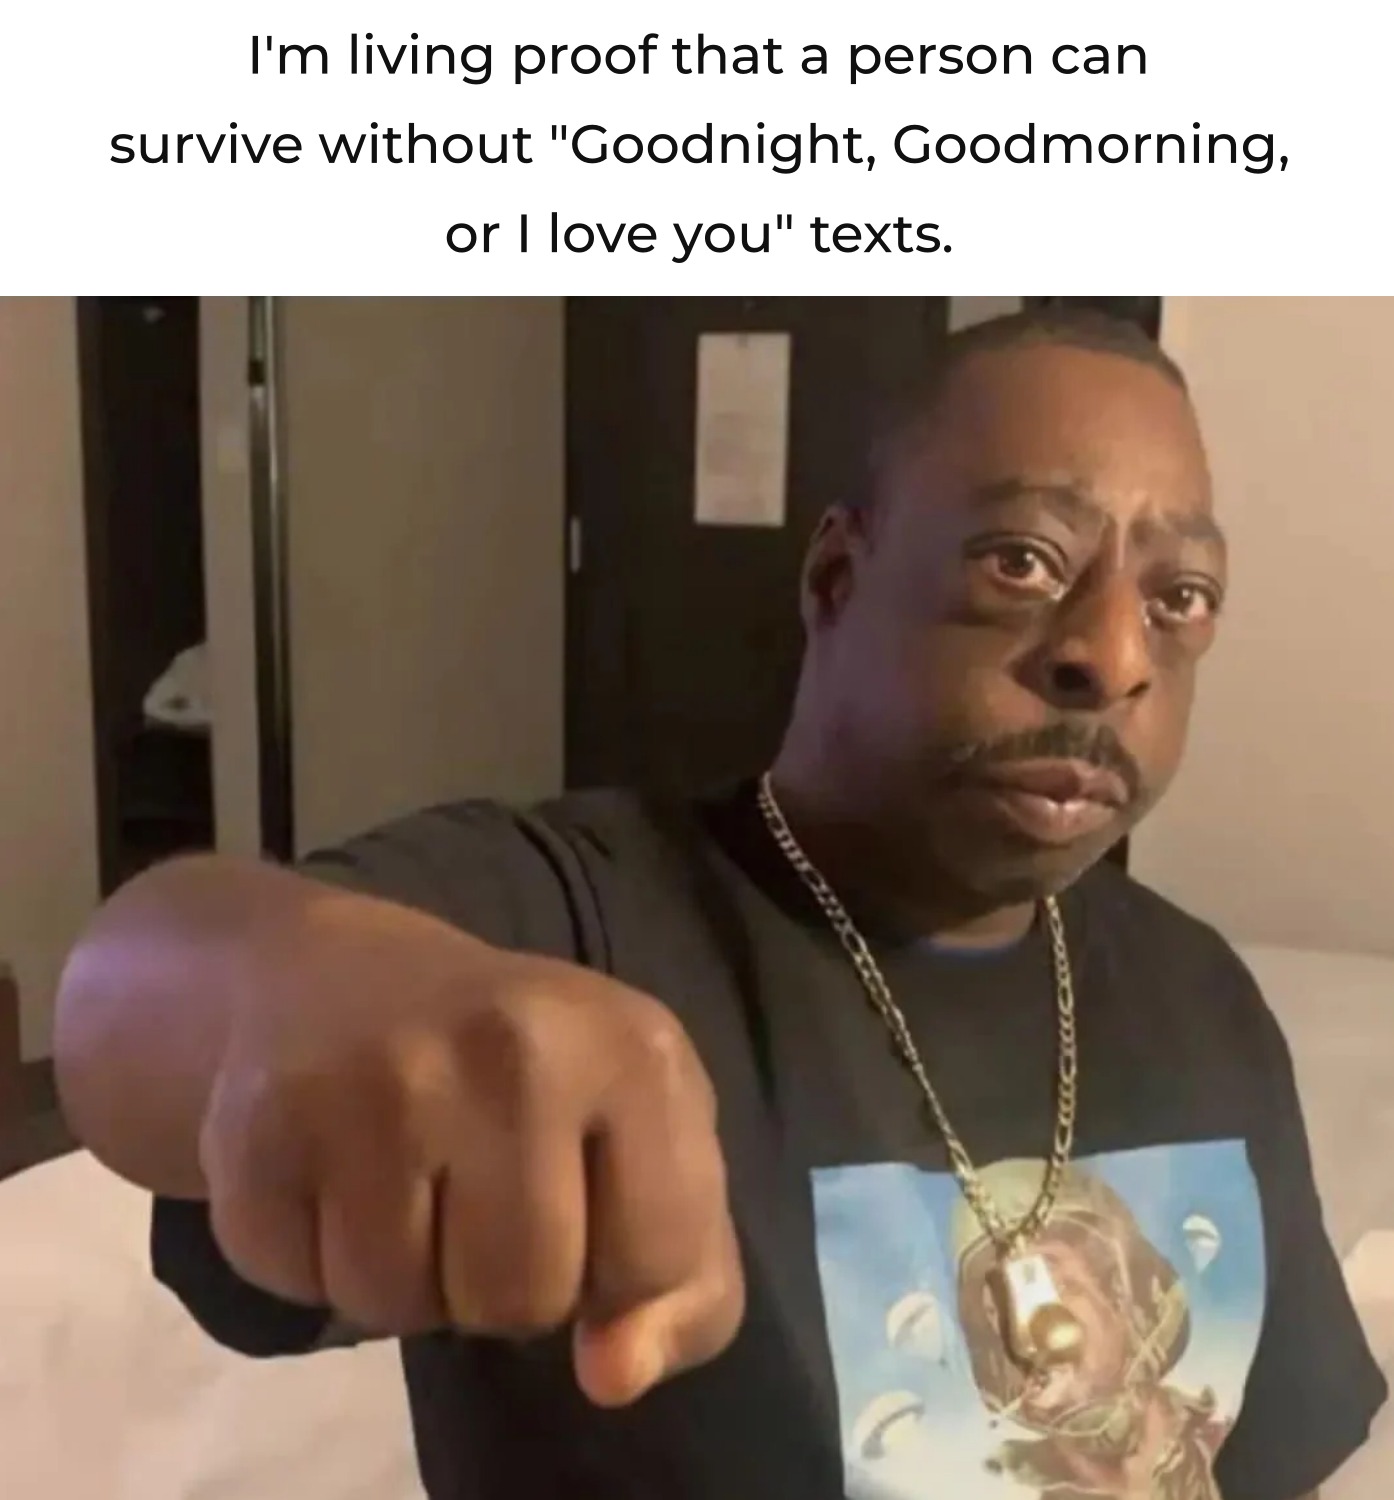 I'm living proof that a person can
survive without "Goodnight, Goodmorning,
or I love you" texts.